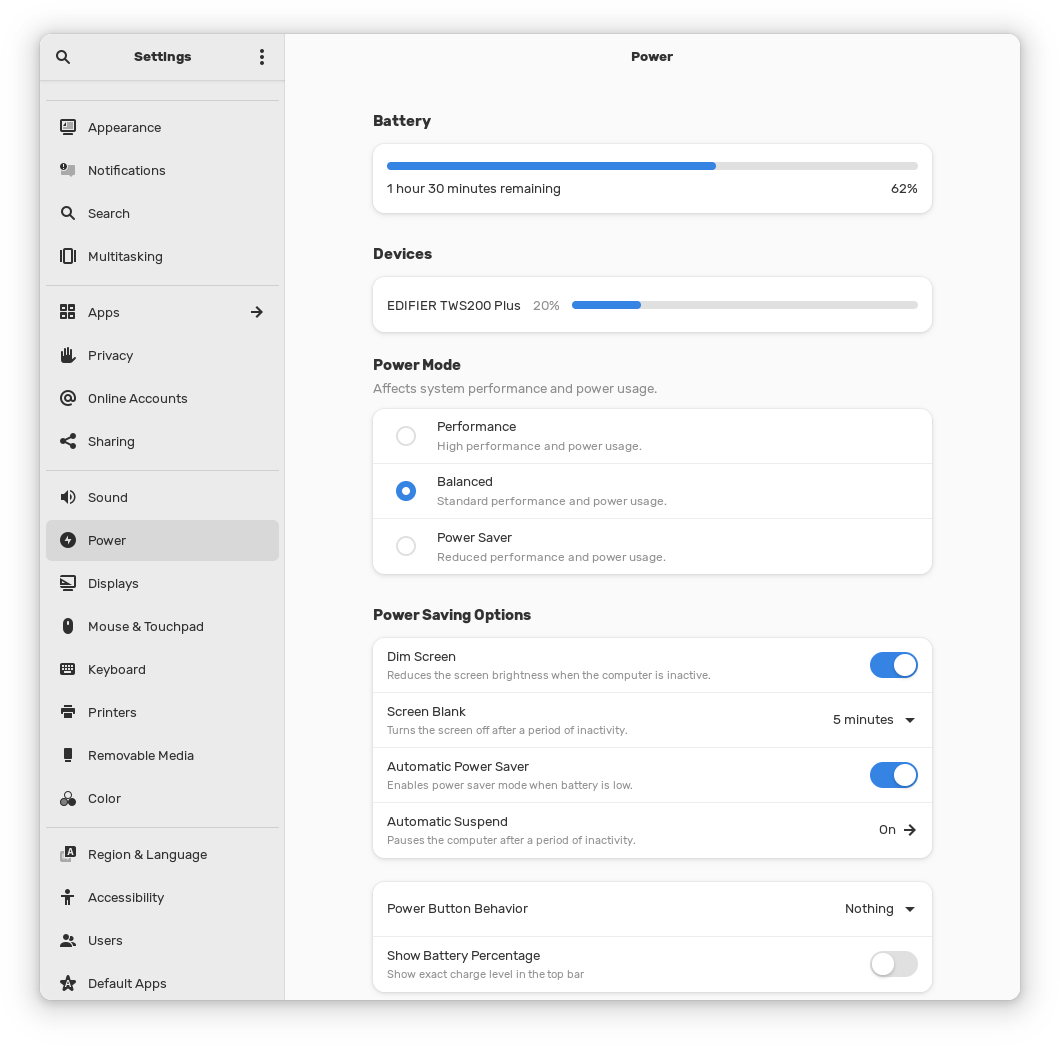 Settings
Power
Appearance
Notifications
Search
Multitasking
Apps
Privacy
Online Accounts
Sharing
Sound
Power
Displays
Mouse & Touchpad
Keyboard
Printers
Removable Media
Color
Region & Language
Accessibility
Users
Default Apps
Battery
1 hour 30 minutes remaining 62%
Devices
EDIFIER TWS200 Plus 20%
Power Mode
Affects system performance and power usage.
Performance
High performance and power usage.
Balanced
Standard performance and power usage.
Power Saver
Reduced performance and power usage.
Power Saving Options
Dim Screen
Reduces the screen brightness when the computer is inactive.
Screen Blank
Turns the screen off after a period of inactivity.
5 minutes
Automatic Power Saver
Enables power saver mode when battery is low.
Automatic Suspend
Pauses the computer after a period of inactivity.
On
Power Button Behavior Nothing
Show Battery Percentage
Show exact charge level in the top bar